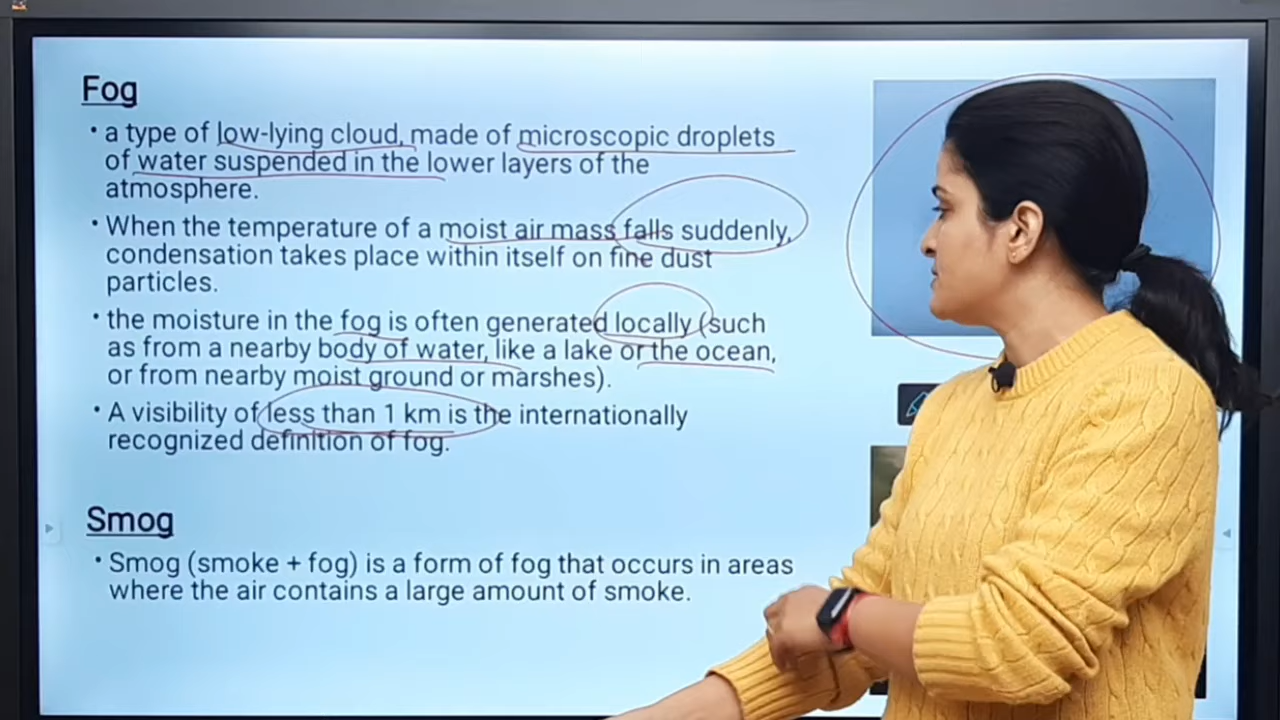 Fog
• a type of low-lying cloud, made of microscopic droplets
of water suspended in the lower layers of the
atmosphere.
• When the temperature of a moist air mass falls suddenly,
condensation takes place within itself on fine dust
particles.
• the moisture in the fog is often generated locally (such
as from a nearby body of water, like a lake or the ocean,
or from nearby moist ground or marshes).
• A visibility of less than 1 km is the internationally
recognized definition of fog.
Smog
• Smog (smoke + fog) is a form of fog that occurs in areas
where the air contains a large amount of smoke.